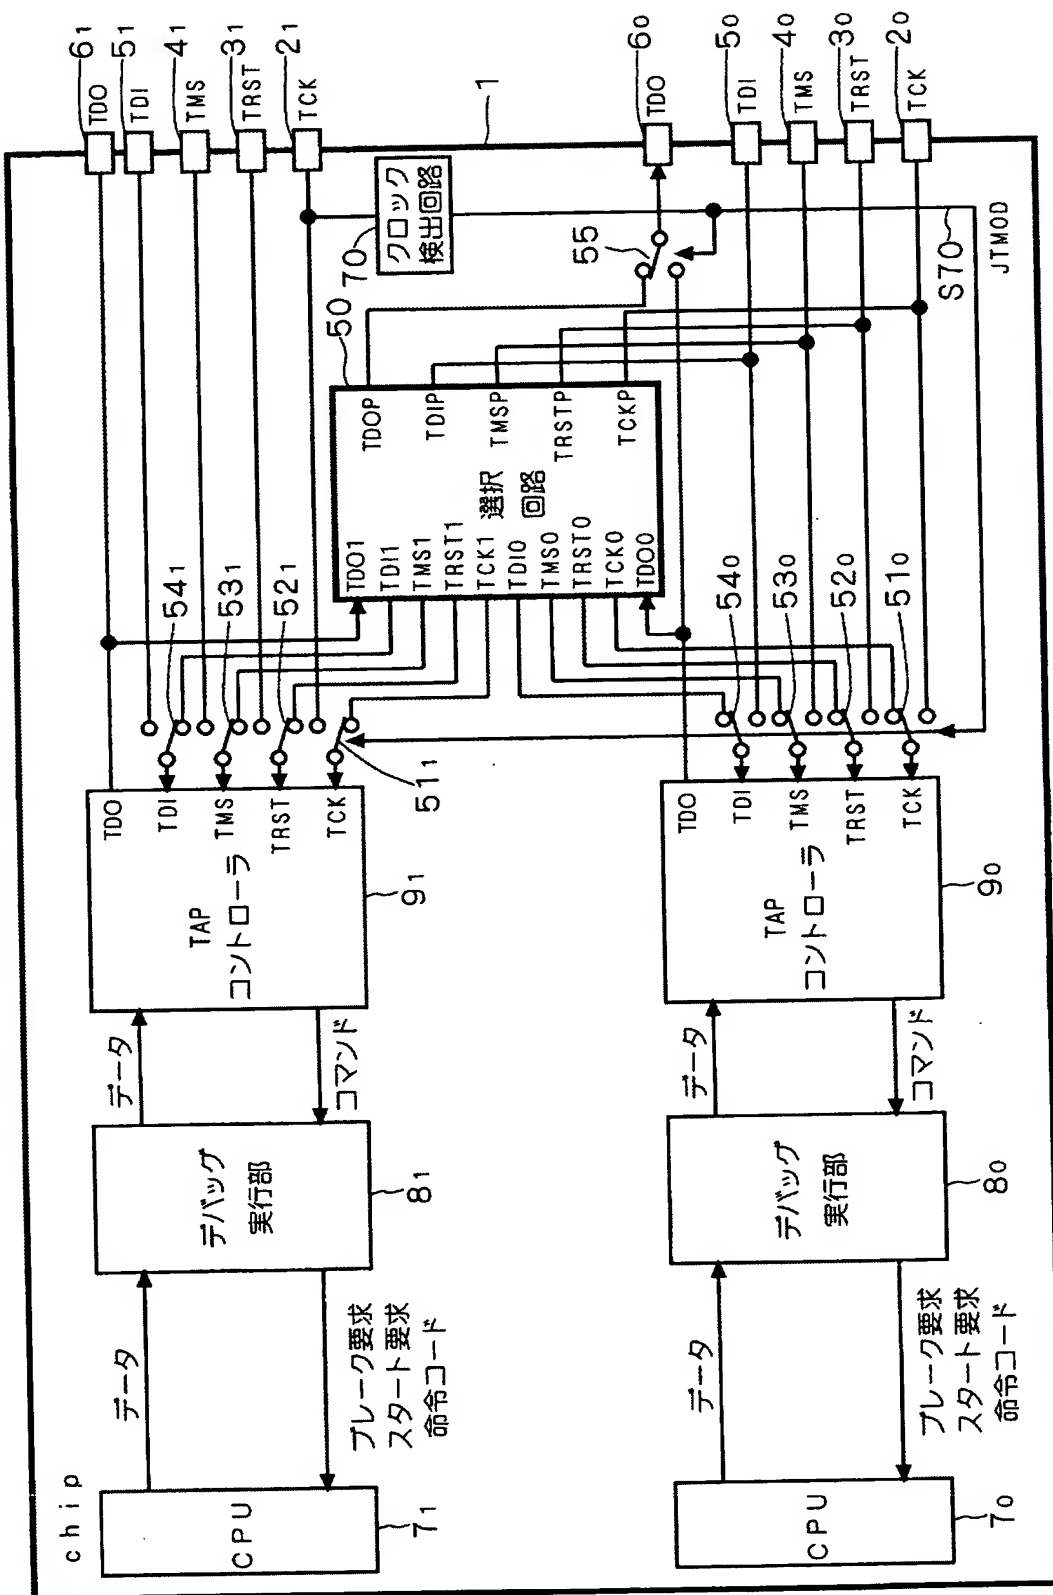 chip
CPU
7₁
データ
ブレーク要求
スタート要求
命令コード
デバッグ
実行部
8₁
データ
コマンド
TAP
コントローラ
9₁
TDO
TDI
TMS
TRST
TCK
51₁
52₁
53₁
54₁
TDO
6₁
TDI
5₁
TMS
4₁
TRST
3₁
TCK
2₁
1
70
クロック
検出回路
50
選択
回路
TDO1
TDI1
TMS1
TRST1
TCK1
TDI0
TMS0
TRST0
TCK0
TDO0
TDOP
TDIP
TMSP
TRSTP
TCKP
55
S70
JTMOD
CPU
7₀
データ
ブレーク要求
スタート要求
命令コード
デバッグ
実行部
8₀
データ
コマンド
TAP
コントローラ
9₀
TDO
TDI
TMS
TRST
TCK
54₀
53₀
52₀
51₀
TDO
6₀
TDI
5₀
TMS
4₀
TRST
3₀
TCK
2₀